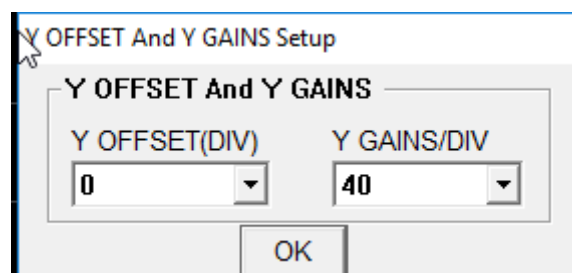 Y OFFSET And Y GAINS Setup
Y OFFSET And Y GAINS
Y OFFSET(DIV) Y GAINS/DIV
0 40
OK